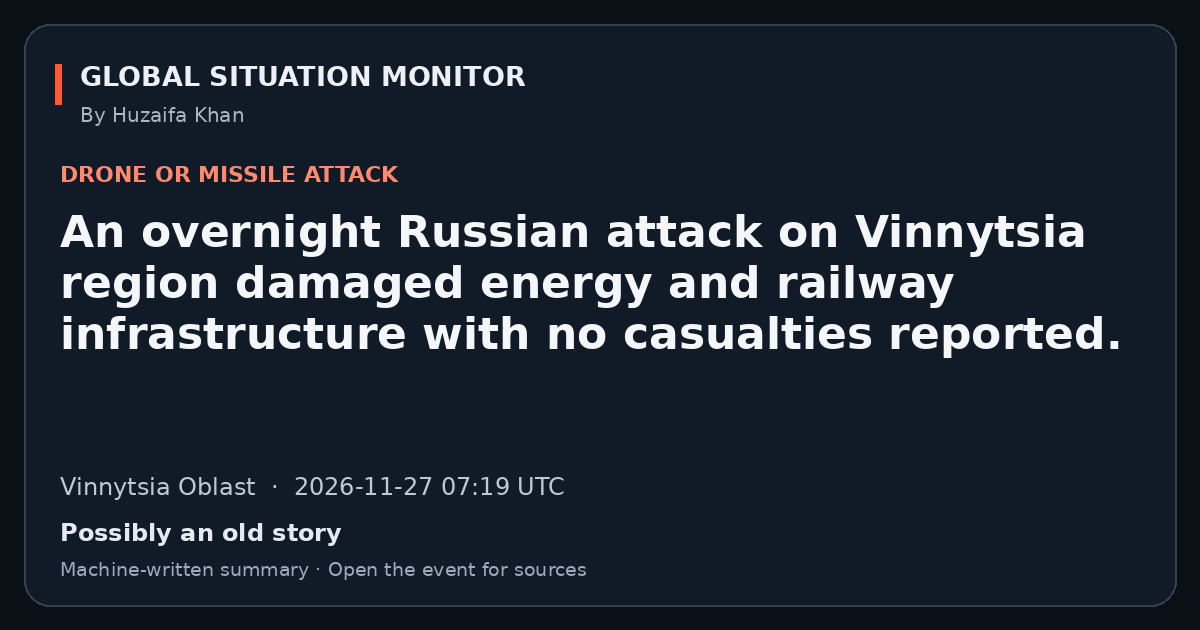 GLOBAL SITUATION MONITOR
By Huzaifa Khan
DRONE OR MISSILE ATTACK
An overnight Russian attack on Vinnytsia
region damaged energy and railway
infrastructure with no casualties reported.
Vinnytsia Oblast · 2026-11-27 07:19 UTC
Possibly an old story
Machine-written summary · Open the event for sources